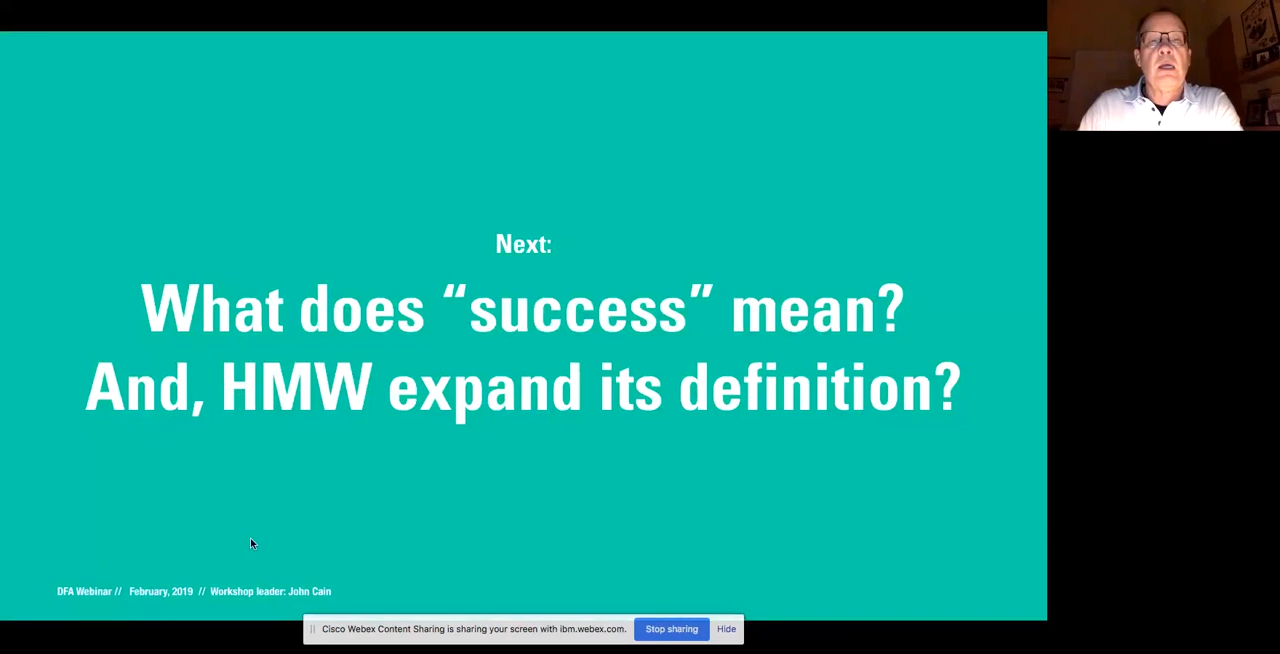 Next:
What does “success” mean?
And, HMW expand its definition?
DFA Webinar // February, 2019 // Workshop leader: John Cain
Cisco Webex Content Sharing is sharing your screen with ibm.webex.com. Stop sharing Hide